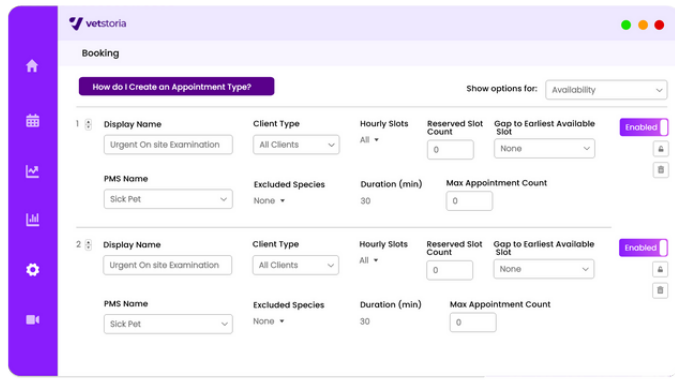 vetstoria
Booking
How do I Create an Appointment Type?
Show options for:
Availability
1
Display Name
Client Type
Hourly Slots
Reserved Slot
Count
Gap to Earliest Available
Slot
Enabled
Urgent On site Examination
All Clients
All
0
None
PMS Name
Excluded Species
Duration (min)
Max Appointment Count
Sick Pet
None
30
0
2
Display Name
Client Type
Hourly Slots
Reserved Slot
Count
Gap to Earliest Available
Slot
Enabled
Urgent On site Examination
All Clients
All
0
None
PMS Name
Excluded Species
Duration (min)
Max Appointment Count
Sick Pet
None
30
0